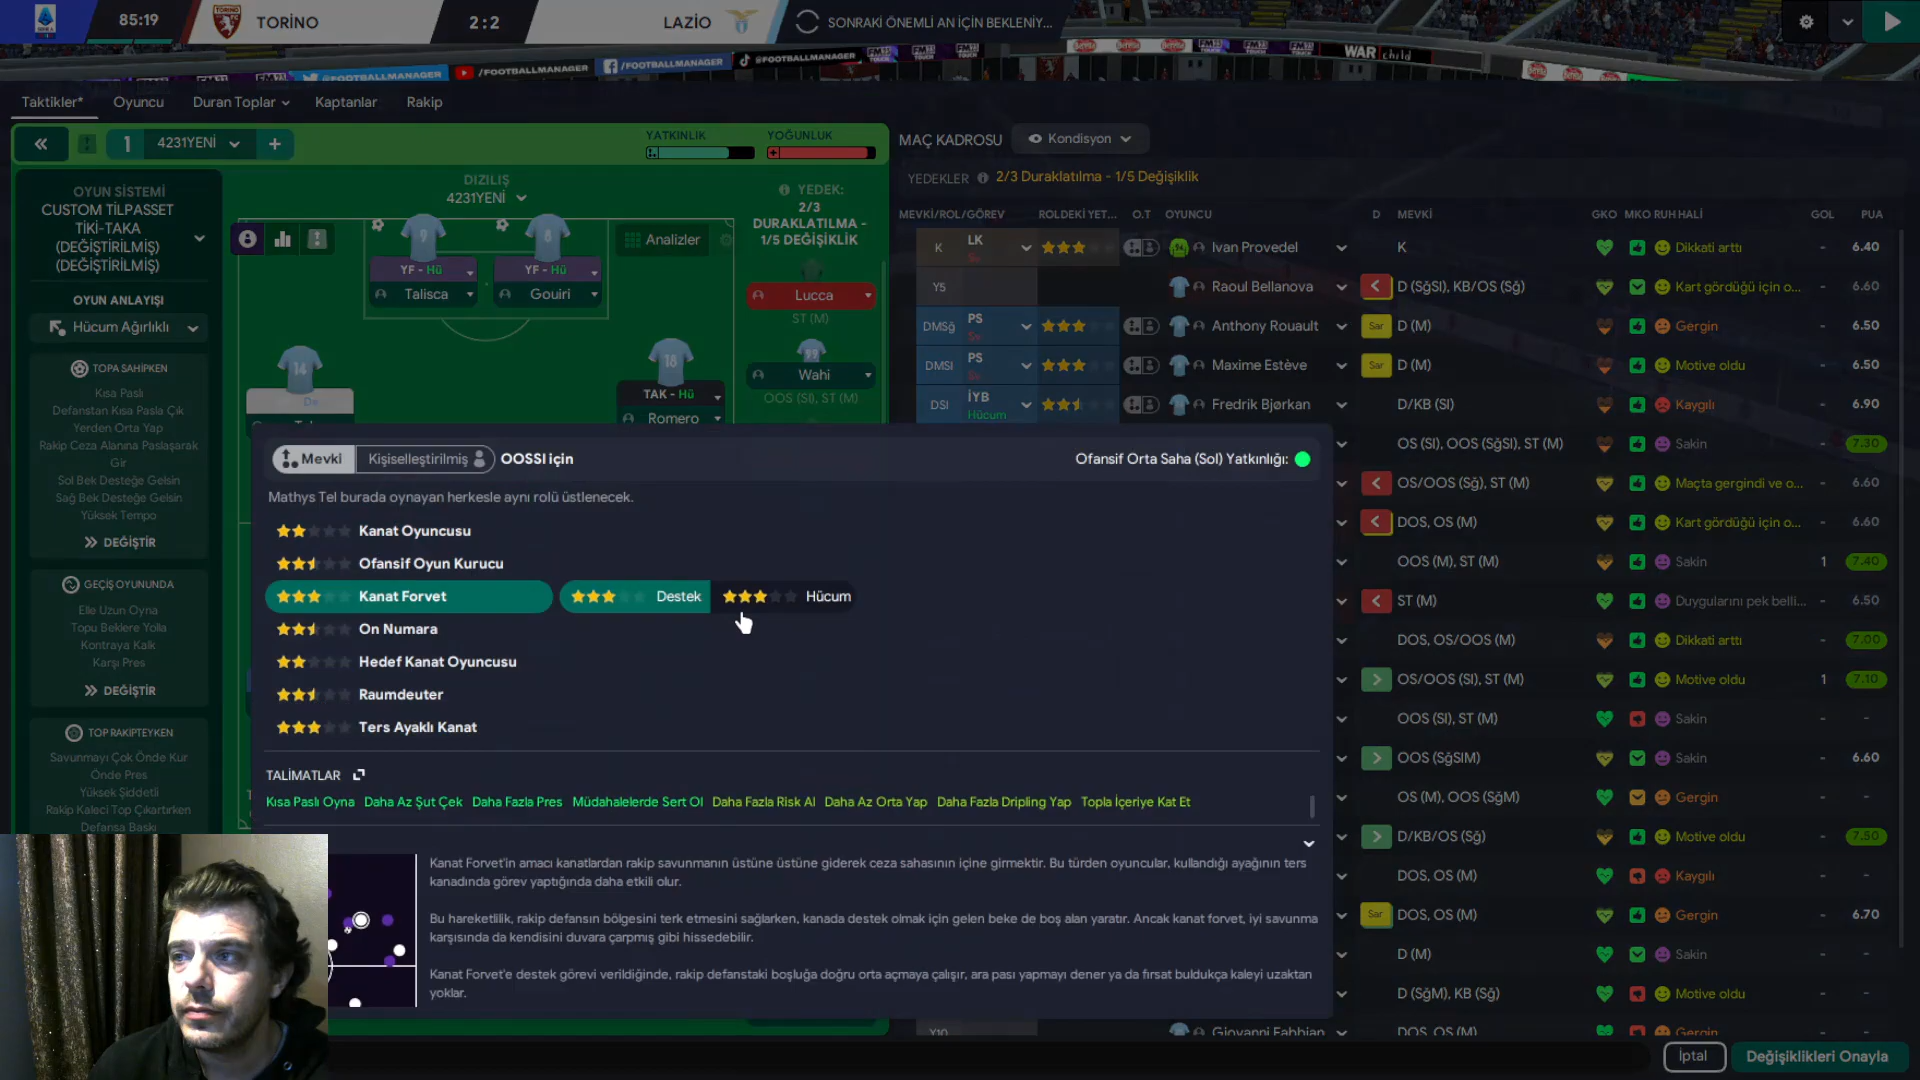 85:19
TORİNO
2:2
LAZİO
SONRAKİ ÖNEMLİ AN İÇİN BEKLENİY...
@FOOTBALLMANAGER
/FOOTBALLMANAGER
/FOOTBALLMANAGER
@FOOTBALLMANAGER
WAR child
Taktikler*
Oyuncu
Duran Toplar
Kaptanlar
Rakip
1
4231YENİ
YATKINLIK
YOĞUNLUK
OYUN SİSTEMİ
CUSTOM TİLPASSET
TİKİ-TAKA
(DEĞİŞTİRİLMİŞ)
(DEĞİŞTİRİLMİŞ)
OYUN ANLAYIŞI
Hücum Ağırlıklı
TOPA SAHİPKEN
Kısa Paslı
Defanstan Kısa Pasla Çık
Yerden Orta Yap
Rakip Ceza Alanına Paslaşarak
Gir
Sol Bek Desteğe Gelsin
Sağ Bek Desteğe Gelsin
Yüksek Tempo
DEĞİŞTİR
GEÇİŞ OYUNUNDA
Elle Uzun Oyna
Topu Beklere Yolla
Kontraya Kalk
Karşı Pres
DEĞİŞTİR
TOP RAKİPTEYKEN
Savunmayı Çok Önde Kur
Önde Pres
Yüksek Şiddetli
Rakip Kaleci Top Çıkartırken
Defansa Baskı
DİZİLİŞ
4231YENİ
Analizler
9
YF - Hü
Talisca
8
YF - Hü
Gouiri
14
De
18
TAK - Hü
Romero
YEDEK:
2/3
DURAKLATILMA -
1/5 DEĞİŞİKLİK
Lucca
ST (M)
99
Wahi
OOS (Sl), ST (M)
MAÇ KADROSU
Kondisyon
YEDEKLER
2/3 Duraklatılma - 1/5 Değişiklik
MEVKİ/ROL/GÖREV
ROLDEKİ YET...
O.T
OYUNCU
D
MEVKİ
GKO
MKO
RUH HALİ
GOL
PUA
K
LK
Ivan Provedel
K
Dikkati arttı
-
6.40
Y5
Raoul Bellanova
D (SğSl), KB/OS (Sğ)
Kart gördüğü için o...
-
6.60
DMSğ
PS
Anthony Rouault
Sar
D (M)
Gergin
-
6.50
DMSl
PS
Maxime Estève
Sar
D (M)
Motive oldu
-
6.50
DSl
İYB
Hücum
Fredrik Bjørkan
D/KB (Sl)
Kaygılı
-
6.90
OS (Sl), OOS (SğSl), ST (M)
Sakin
-
7.30
OS/OOS (Sğ), ST (M)
Maçta gergindi ve o...
-
6.60
DOS, OS (M)
Kart gördüğü için o...
-
6.60
OOS (M), ST (M)
Sakin
1
7.40
ST (M)
Duygularını pek belli...
-
6.50
DOS, OS/OOS (M)
Dikkati arttı
-
7.00
OS/OOS (Sl), ST (M)
Motive oldu
1
7.10
OOS (Sl), ST (M)
Sakin
-
-
OOS (SğSlM)
Sakin
-
6.60
OS (M), OOS (SğM)
Gergin
-
-
D/KB/OS (Sğ)
Motive oldu
-
7.50
DOS, OS (M)
Kaygılı
-
-
Sar
DOS, OS (M)
Gergin
-
6.70
D (M)
Sakin
-
-
D (SğM), KB (Sğ)
Motive oldu
-
-
Y10
Giovanni Fabbian
DOS, OS (M)
Gergin
Mevki
Kişiselleştirilmiş
OOSSl için
Ofansif Orta Saha (Sol) Yatkınlığı:
Mathys Tel burada oynayan herkesle aynı rolü üstlenecek.
Kanat Oyuncusu
Ofansif Oyun Kurucu
Kanat Forvet
Destek
Hücum
On Numara
Hedef Kanat Oyuncusu
Raumdeuter
Ters Ayaklı Kanat
TALİMATLAR
Kısa Paslı Oyna Daha Az Şut Çek Daha Fazla Pres Müdahalelerde Sert Ol Daha Fazla Risk Al Daha Az Orta Yap Daha Fazla Dripling Yap Topla İçeriye Kat Et
Kanat Forvet'in amacı kanatlardan rakip savunmanın üstüne üstüne giderek ceza sahasının içine girmektir. Bu türden oyuncular, kullandığı ayağının ters
kanadında görev yaptığında daha etkili olur.
Bu hareketlilik, rakip defansın bölgesini terk etmesini sağlarken, kanada destek olmak için gelen beke de boş alan yaratır. Ancak kanat forvet, iyi savunma
karşısında da kendisini duvara çarpmış gibi hissedebilir.
Kanat Forvet'e destek görevi verildiğinde, rakip defanstaki boşluğa doğru orta açmaya çalışır, ara pası yapmayı dener ya da fırsat buldukça kaleyi uzaktan
yoklar.
İptal
Değişiklikleri Onayla